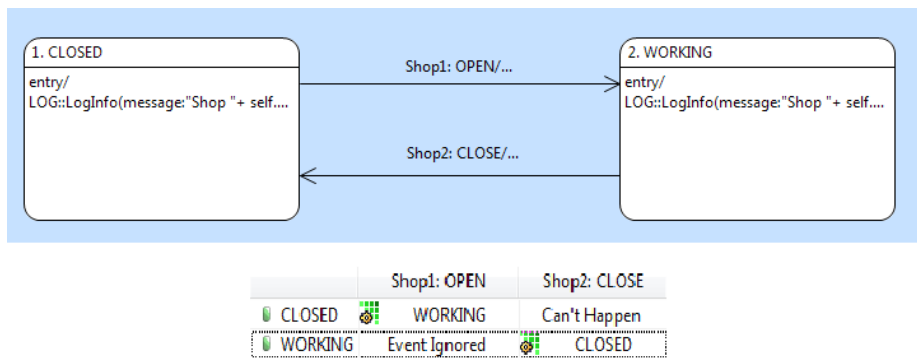 1. CLOSED
entry/
LOG::LogInfo(message:"Shop "+ self....
Shop1: OPEN/...
Shop2: CLOSE/...
2. WORKING
entry/
LOG::LogInfo(message:"Shop "+ self....
Shop1: OPEN Shop2: CLOSE
CLOSED WORKING Can't Happen
WORKING Event Ignored CLOSED